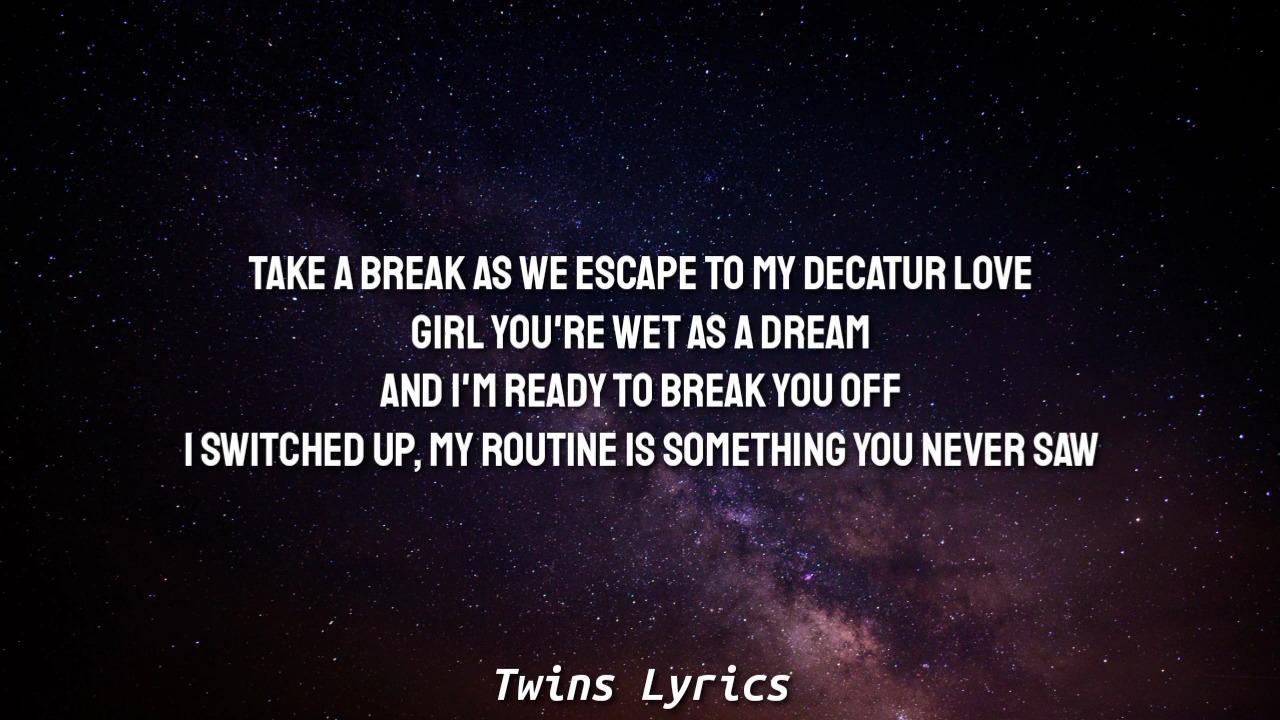 TAKE A BREAK AS WE ESCAPE TO MY DECATUR LOVE
GIRL YOU'RE WET AS A DREAM
AND I'M READY TO BREAK YOU OFF
I SWITCHED UP, MY ROUTINE IS SOMETHING YOU NEVER SAW
Twins Lyrics